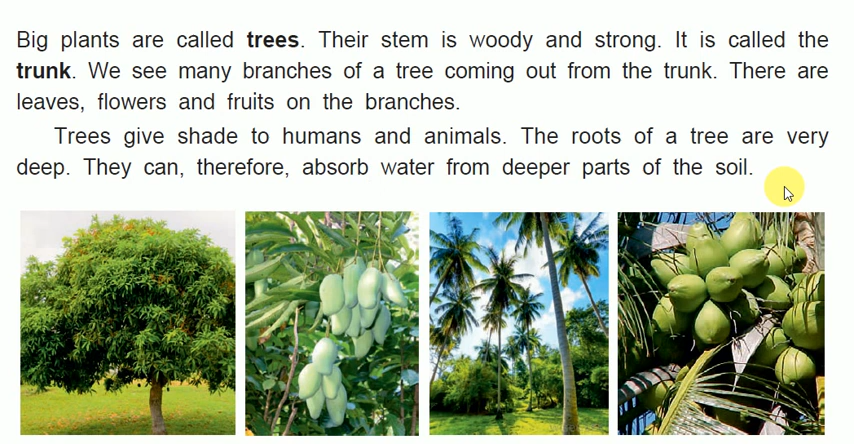 Big plants are called trees. Their stem is woody and strong. It is called the
trunk. We see many branches of a tree coming out from the trunk. There are
leaves, flowers and fruits on the branches.
Trees give shade to humans and animals. The roots of a tree are very
deep. They can, therefore, absorb water from deeper parts of the soil.